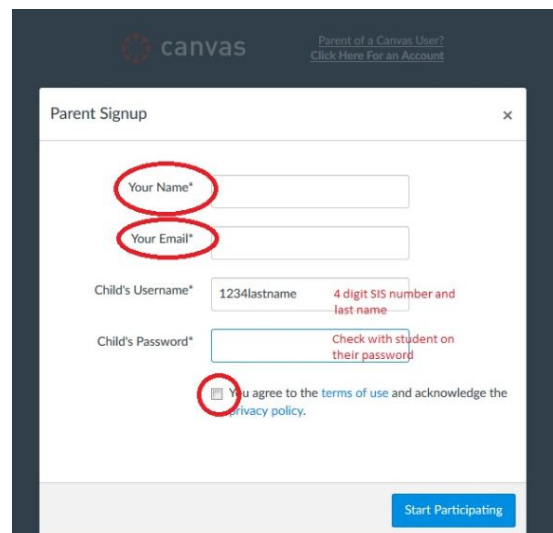 canvas
Parent of a Canvas User?
Click Here For an Account
Parent Signup
×
Your Name*
Your Email*
Child's Username*
1234lastname
4 digit SIS number and
last name
Child's Password*
Check with student on
their password
You agree to the terms of use and acknowledge the
privacy policy.
Start Participating